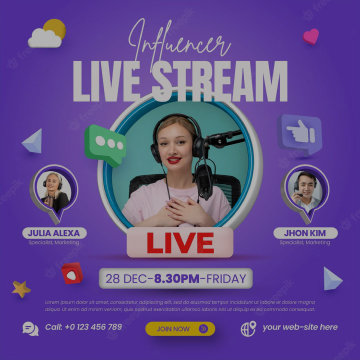 Influencer
LIVE STREAM
JULIA ALEXA
Specialist, Marketing
JHON KIM
Specialist, Marketing
LIVE
28 DEC-8.30PM-FRIDAY
Call: +0 123 456 789
JOIN NOW
your web-site here